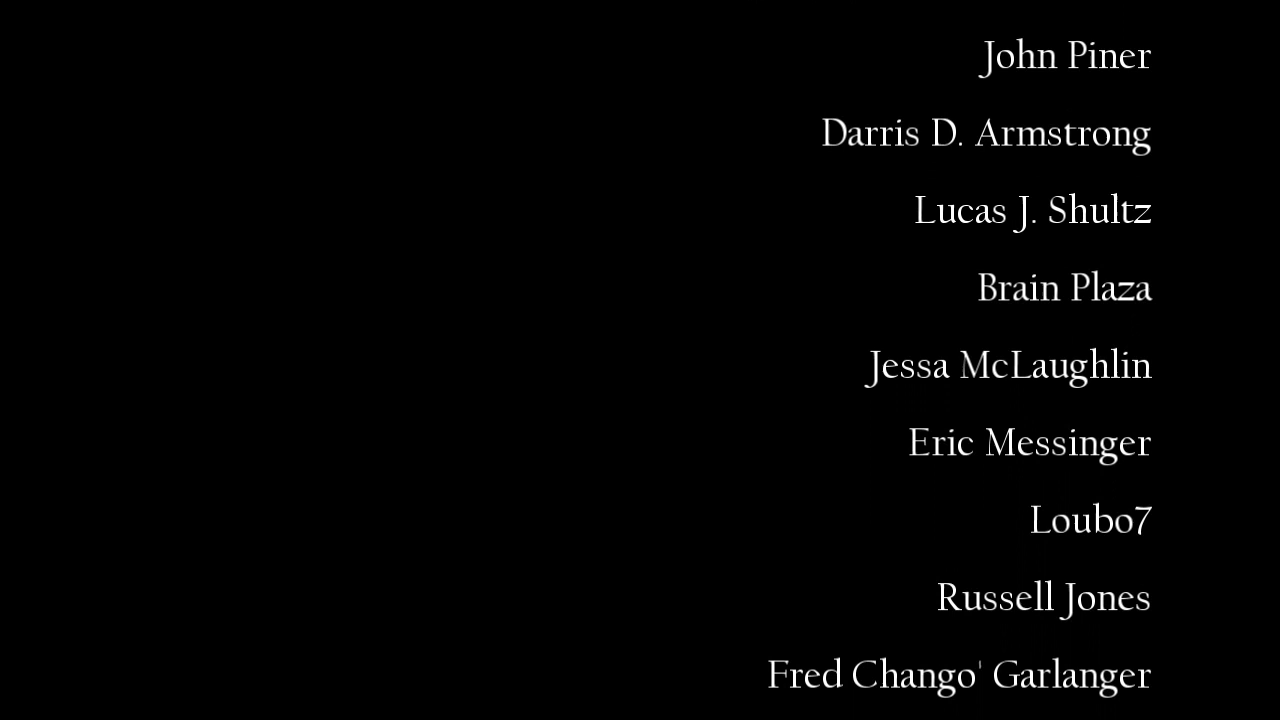 John Piner
Darris D. Armstrong
Lucas J. Shultz
Brain Plaza
Jessa McLaughlin
Eric Messinger
Loubo7
Russell Jones
Fred Chango' Garlanger